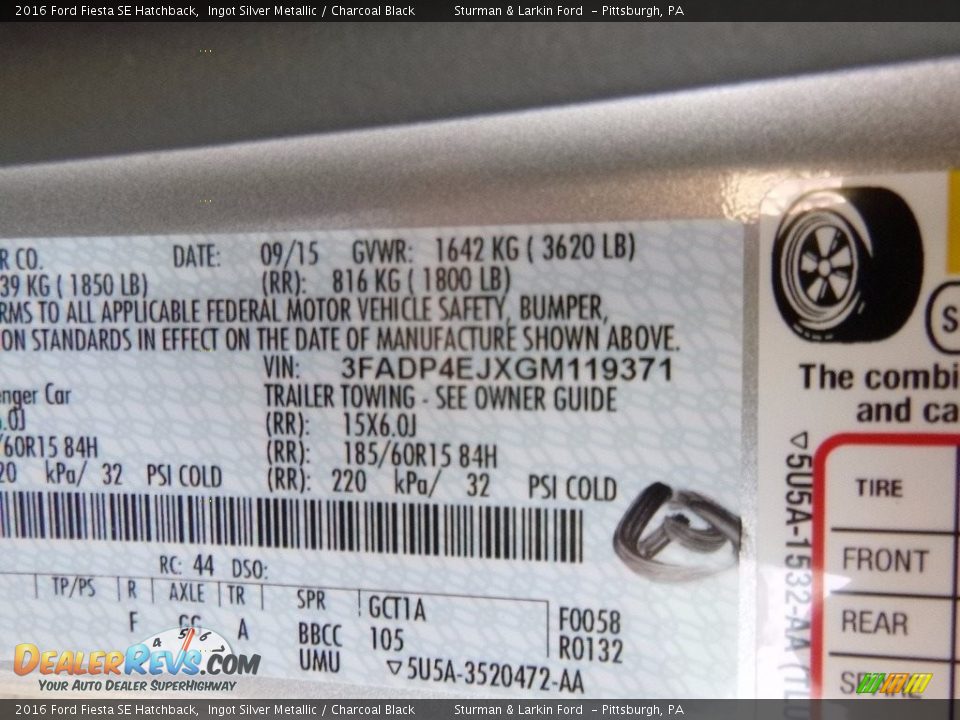 2016 Ford Fiesta SE Hatchback, Ingot Silver Metallic / Charcoal Black Sturman & Larkin Ford - Pittsburgh, PA
R CO. DATE: 09/15 GVWR: 1642 KG ( 3620 LB)
39 KG ( 1850 LB) (RR): 816 KG ( 1800 LB)
RMS TO ALL APPLICABLE FEDERAL MOTOR VEHICLE SAFETY, BUMPER,
ON STANDARDS IN EFFECT ON THE DATE OF MANUFACTURE SHOWN ABOVE.
VIN: 3FADP4EJXGM119371
enger Car TRAILER TOWING - SEE OWNER GUIDE
.0J (RR): 15X6.0J
/60R15 84H (RR): 185/60R15 84H
20 kPa/ 32 PSI COLD (RR): 220 kPa/ 32 PSI COLD
RC: 44 DSO:
TP/PS R AXLE TR SPR GCT1A F0058
F A BBCC 105 R0132
UMU ▽5U5A-3520472-AA
S
The combi
and ca
▽5U5A-1532-AA
TIRE
FRONT
REAR
4 5 6
DEALERREVS.COM
YOUR AUTO DEALER SUPERHIGHWAY
2016 Ford Fiesta SE Hatchback, Ingot Silver Metallic / Charcoal Black Sturman & Larkin Ford - Pittsburgh, PA